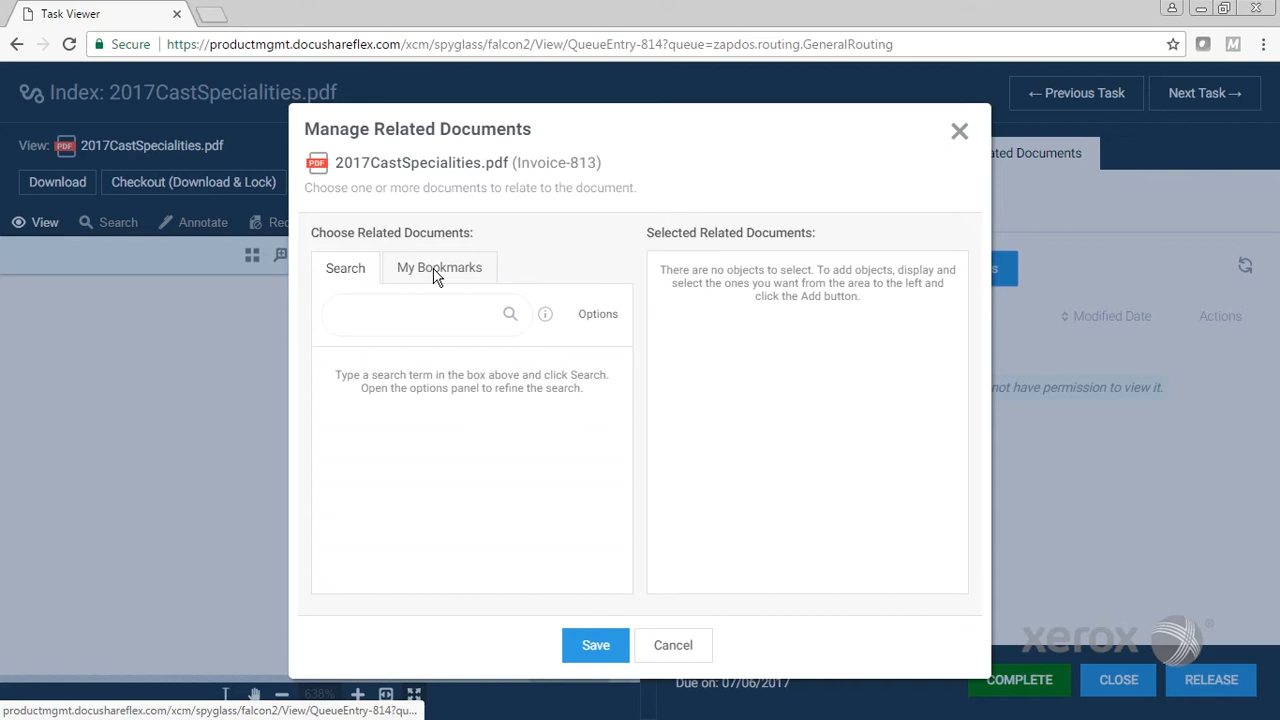 Task Viewer
Secure
https://productmgmt.docushareflex.com/xcm/spyglass/falcon2/View/QueueEntry-814?queue=zapdos.routing.GeneralRouting
Index: 2017CastSpecialities.pdf
← Previous Task
Next Task →
View:
PDF
2017CastSpecialities.pdf
Download
Checkout (Download & Lock)
View
Search
Annotate
ated Documents
Modified Date
Actions
not have permission to view it.
Manage Related Documents
PDF
2017CastSpecialities.pdf (Invoice-813)
Choose one or more documents to relate to the document.
Choose Related Documents:
Search
My Bookmarks
Options
Type a search term in the box above and click Search.
Open the options panel to refine the search.
Selected Related Documents:
There are no objects to select. To add objects, display and
select the ones you want from the area to the left and
click the Add button.
Save
Cancel
xerox
®
638%
Due on: 07/06/2017
COMPLETE
CLOSE
RELEASE
productmgmt.docushareflex.com/xcm/spyglass/falcon2/View/QueueEntry-814?qu...